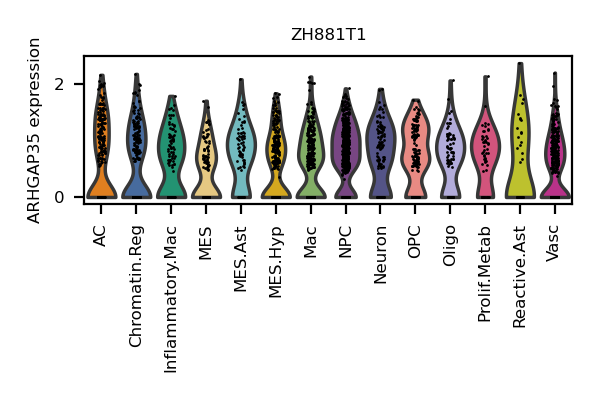 ZH881T1
ARHGAP35 expression
2
0
AC
Chromatin.Reg
Inflammatory.Mac
MES
MES.Ast
MES.Hyp
Mac
NPC
Neuron
OPC
Oligo
Prolif.Metab
Reactive.Ast
Vasc